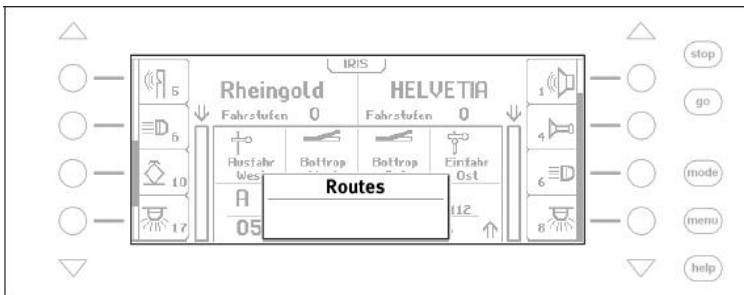 IRIS
Rheingold HELVETIA
Fahrstufen 0 Fahrstufen 0
5 1
6 4
10 6
17 8
Ausfahr Bottrop Bottrop Einfahr
Ost
Routes
A 112
05
stop
go
mode
menu
help